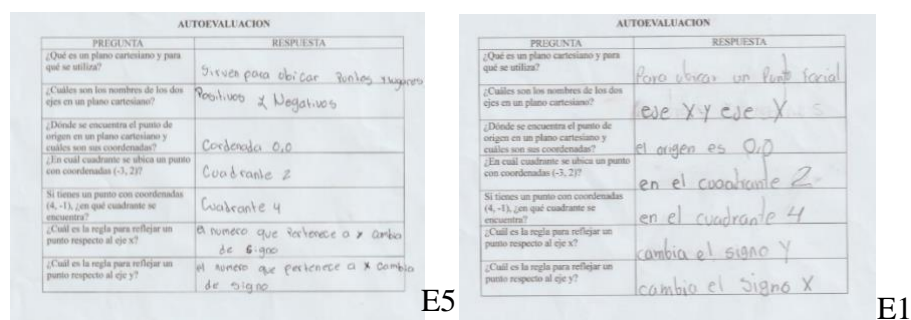 AUTOEVALUACION
PREGUNTA RESPUESTA
¿Qué es un plano cartesiano y para
qué se utiliza?
Sirven para obicar Puntos y lugares
¿Cuáles son los nombres de los dos
ejes en un plano cartesiano?
Positivos y Negativos
¿Dónde se encuentra el punto de
origen en un plano cartesiano y
cuáles son sus coordenadas?
Cordenada 0,0
¿En cuál cuadrante se ubica un punto
con coordenadas (-3, 2)?
Cuadrante 2
Si tienes un punto con coordenadas
(4, -1), ¿en qué cuadrante se
encuentra?
Cuadrante 4
¿Cuál es la regla para reflejar un
punto respecto al eje x?
el numero que Pertenece a y cambia
de signo
¿Cuál es la regla para reflejar un
punto respecto al eje y?
el numero que pertenece a x cambia
de signo
E5
AUTOEVALUACION
PREGUNTA RESPUESTA
¿Qué es un plano cartesiano y para
qué se utiliza?
Para ubicar un Punto facial
¿Cuáles son los nombres de los dos
ejes en un plano cartesiano?
eje X y eje Y
¿Dónde se encuentra el punto de
origen en un plano cartesiano y
cuáles son sus coordenadas?
el origen es 0,0
¿En cuál cuadrante se ubica un punto
con coordenadas (-3, 2)?
en el 2
Si tienes un punto con coordenadas
(4, -1), ¿en qué cuadrante se
encuentra?
en el cuadrante 4
¿Cuál es la regla para reflejar un
punto respecto al eje x?
cambia el signo Y
¿Cuál es la regla para reflejar un
punto respecto al eje y?
cambio el signo X
E1